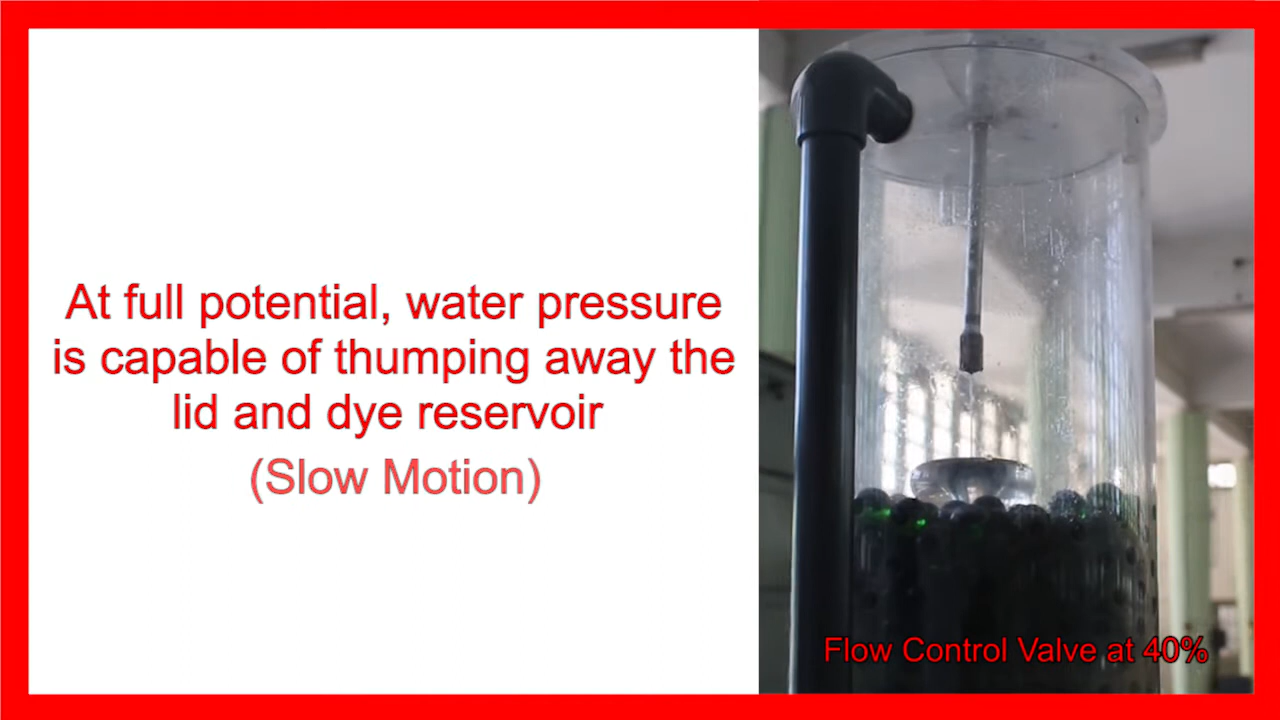 At full potential, water pressure
is capable of thumping away the
lid and dye reservoir
(Slow Motion)
Flow Control Valve at 40%